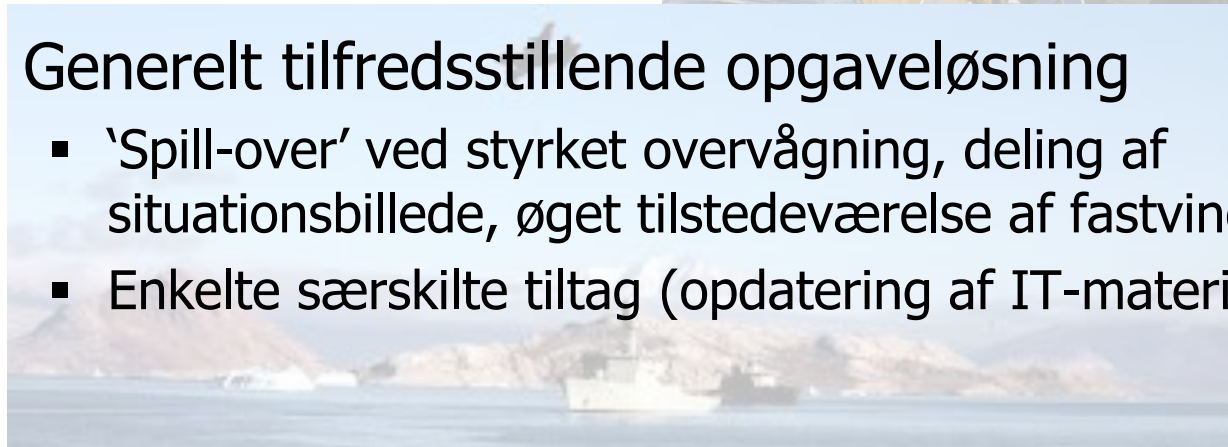 Generelt tilfredsstillende opgaveløsning
▪ ‘Spill-over’ ved styrket overvågning, deling af
situationsbillede, øget tilstedeværelse af
▪ Enkelte særskilte tiltag (opdatering af